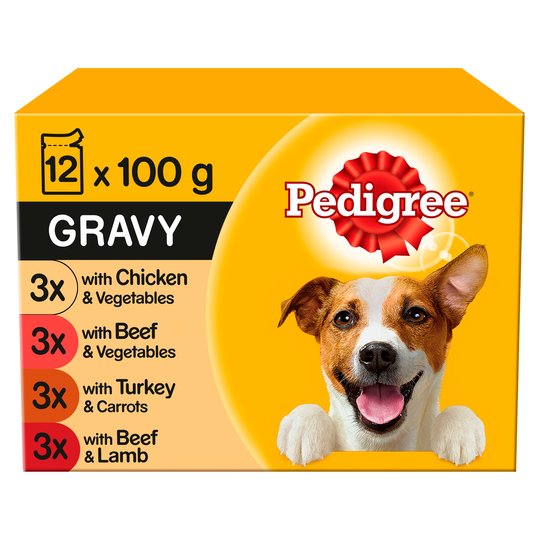 12 x 100 g
Pedigree®
GRAVY
3x with Chicken
& Vegetables
3x with Beef
& Vegetables
3x with Turkey
& Carrots
3x with Beef
& Lamb